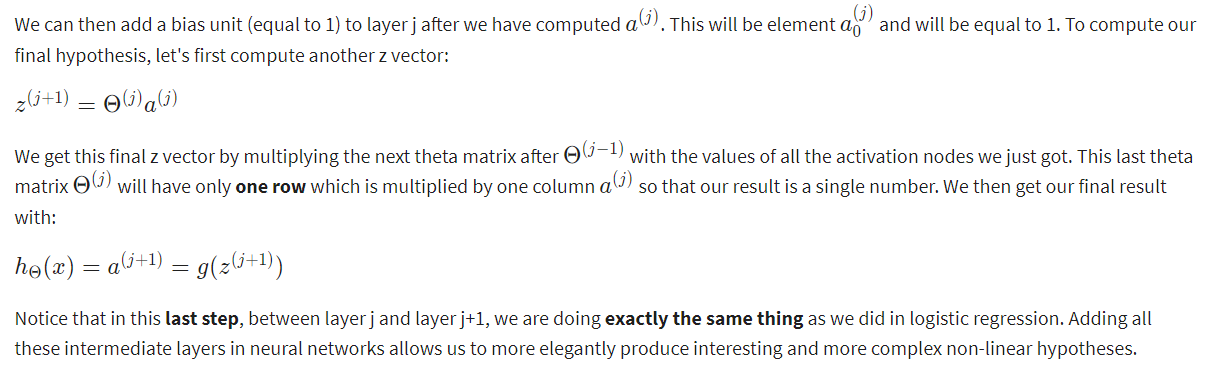 We can then add a bias unit (equal to 1) to layer j after we have computed a^{(j)}. This will be element a_0^{(j)} and will be equal to 1. To compute our
final hypothesis, let's first compute another z vector:
z^{(j+1)} = Θ^{(j)}a^{(j)}
We get this final z vector by multiplying the next theta matrix after Θ^{(j−1)} with the values of all the activation nodes we just got. This last theta
matrix Θ^{(j)} will have only one row which is multiplied by one column a^{(j)} so that our result is a single number. We then get our final result
with:
h_Θ(x) = a^{(j+1)} = g(z^{(j+1)})
Notice that in this last step, between layer j and layer j+1, we are doing exactly the same thing as we did in logistic regression. Adding all
these intermediate layers in neural networks allows us to more elegantly produce interesting and more complex non-linear hypotheses.